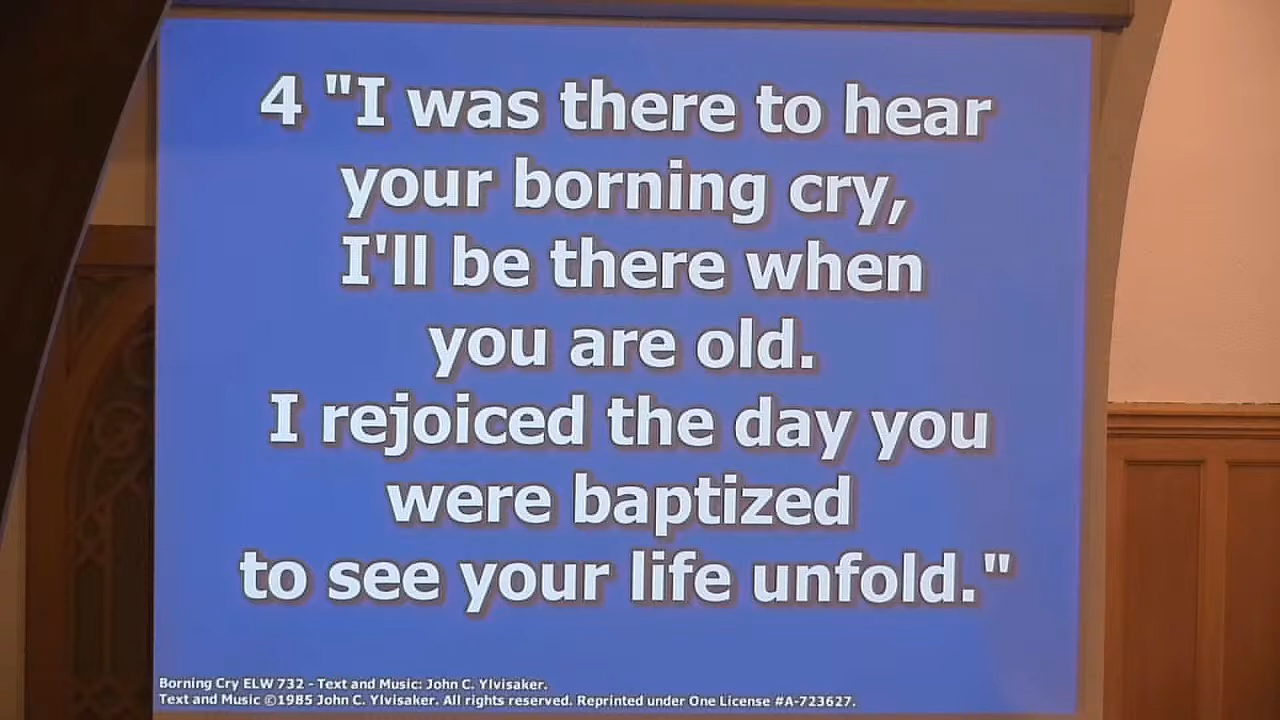 4 "I was there to hear
your borning cry,
I'll be there when
you are old.
I rejoiced the day you
were baptized
to see your life unfold."
Borning Cry ELW 732 - Text and Music: John C. Ylvisaker.
Text and Music ©1985 John C. Ylvisaker. All rights reserved. Reprinted under One License #A-723627.